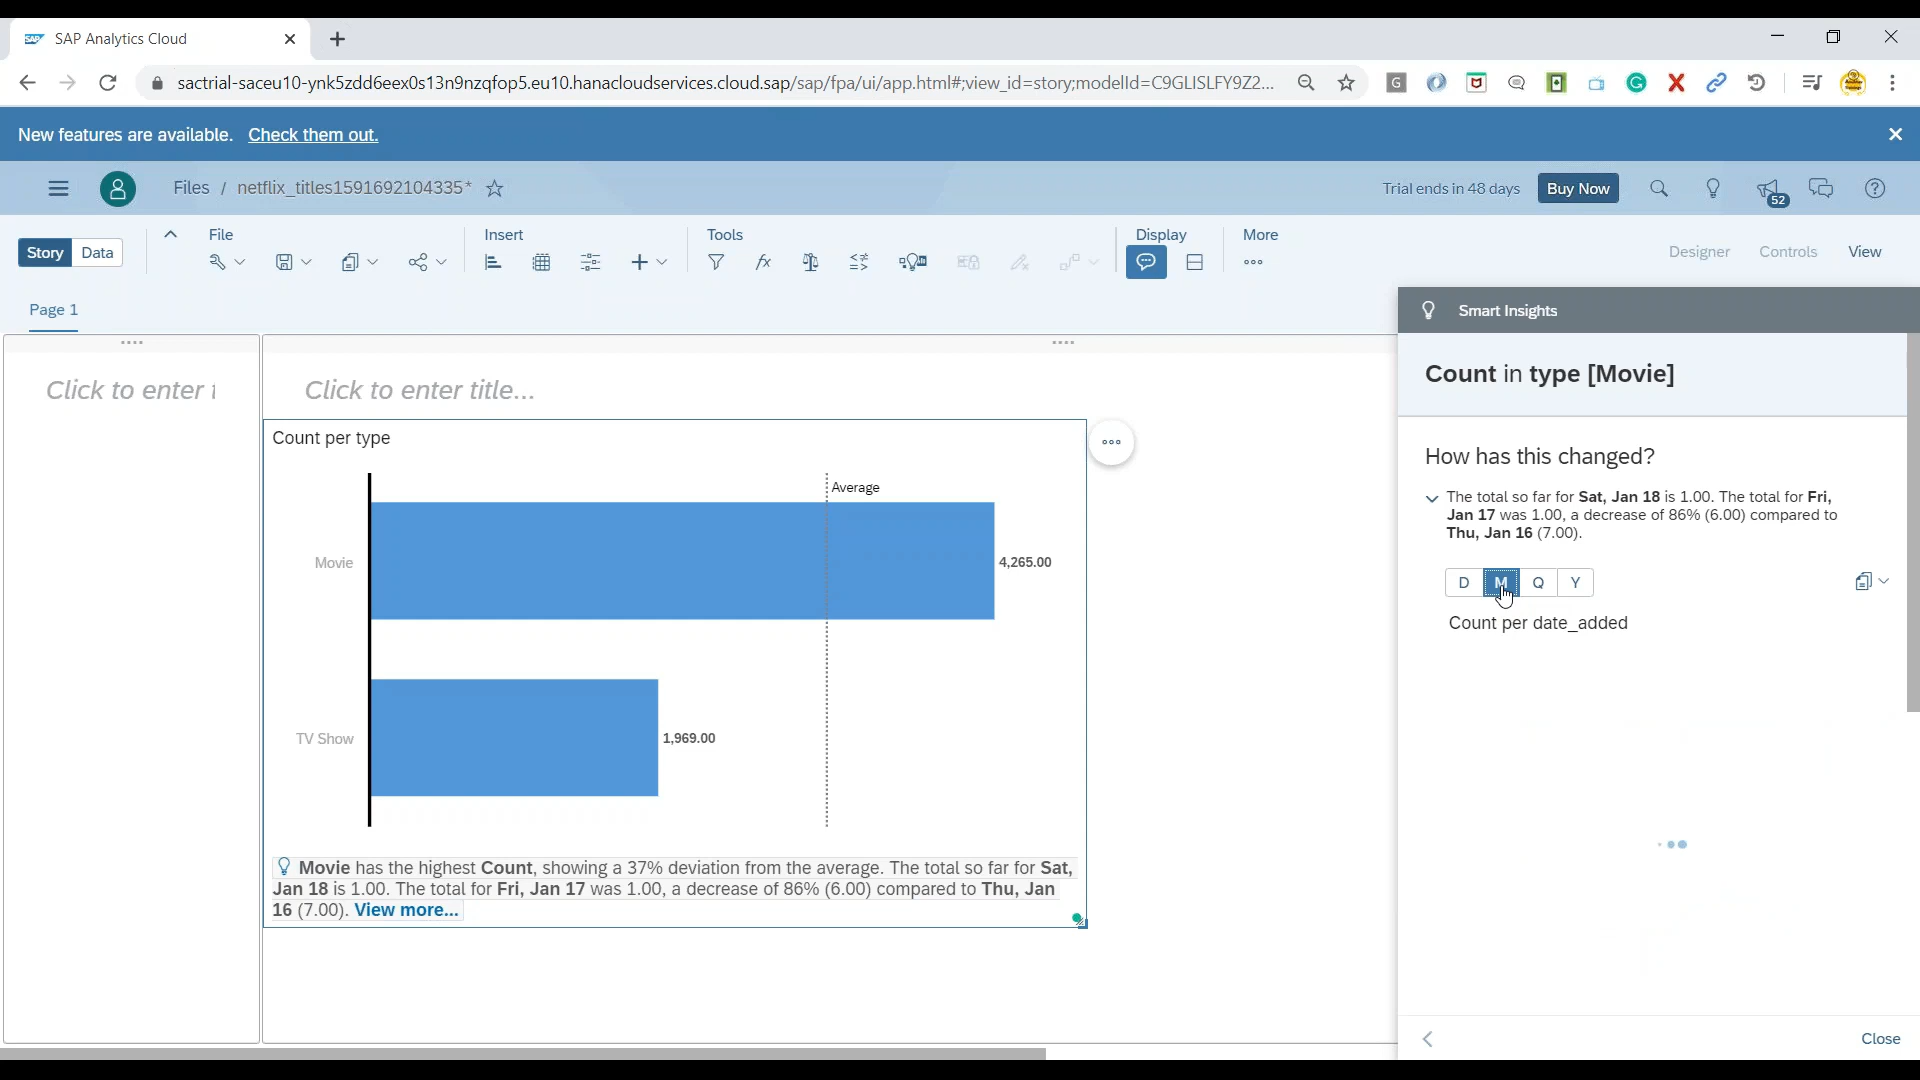 SAP Analytics Cloud
sactrial-saceu10-ynk5zdd6eex0s13n9nzqfop5.eu10.hanacloudservices.cloud.sap/sap/fpa/ui/app.html#;view_id=story;modelId=C9GLISLFY9Z2...
New features are available. Check them out.
Files / netflix_titles1591692104335*
Trial ends in 48 days
Buy Now
52
Story Data
File
Insert
Tools
Display
More
Designer Controls View
Page 1
Click to enter t
Click to enter title...
Count per type
Average
Movie
4,265.00
TV Show
1,969.00
Movie has the highest Count, showing a 37% deviation from the average. The total so far for Sat,
Jan 18 is 1.00. The total for Fri, Jan 17 was 1.00, a decrease of 86% (6.00) compared to Thu, Jan
16 (7.00). View more...
Smart Insights
Count in type [Movie]
How has this changed?
The total so far for Sat, Jan 18 is 1.00. The total for Fri,
Jan 17 was 1.00, a decrease of 86% (6.00) compared to
Thu, Jan 16 (7.00).
D M Q Y
Count per date_added
Close